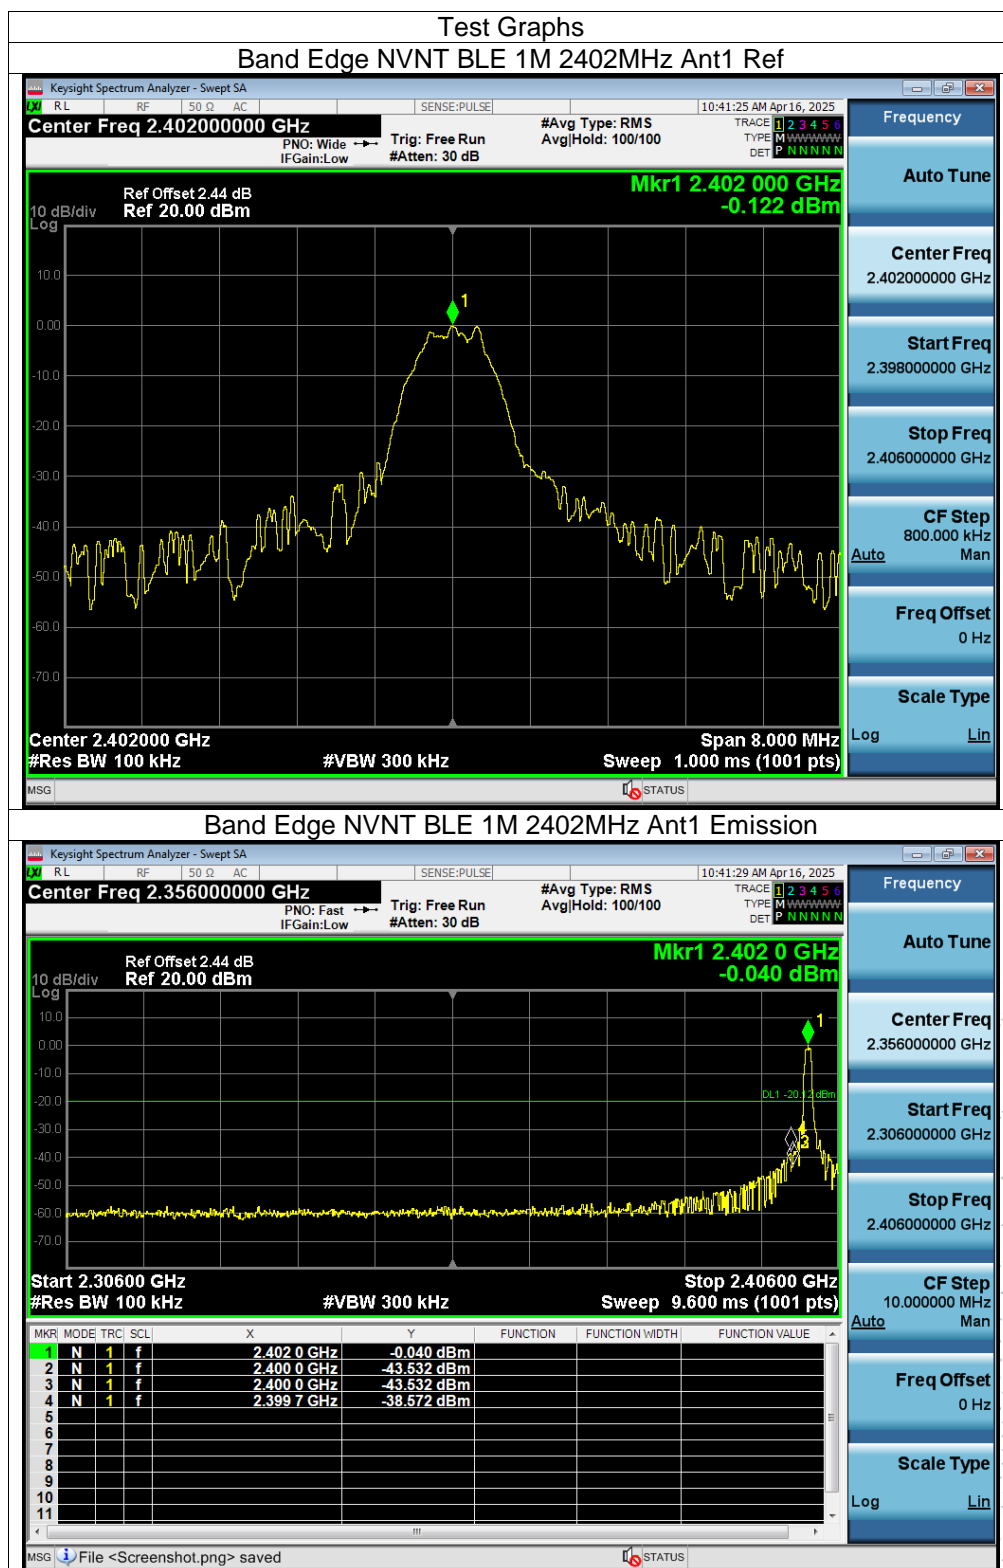 Test Graphs
Band Edge NVNT BLE 1M 2402MHz Ant1 Ref
Keysight Spectrum Analyzer - Swept SA
LXI RL RF 50 Ω AC SENSE:PULSE 10:41:25 AM Apr 16, 2025
Center Freq 2.402000000 GHz #Avg Type: RMS TRACE 1 2 3 4 5 6
PNO: Wide Trig: Free Run Avg|Hold: 100/100 TYPE M W W W W W
IFGain:Low #Atten: 30 dB DET P N N N N N
Frequency
Auto Tune
Center Freq
2.402000000 GHz
Start Freq
2.398000000 GHz
Stop Freq
2.406000000 GHz
CF Step
800.000 kHz
Auto Man
Freq Offset
0 Hz
Scale Type
Log Lin
Mkr1 2.402 000 GHz
-0.122 dBm
Ref Offset 2.44 dB
10 dB/div Ref 20.00 dBm
Log
1
10.0
0.00
-10.0
-20.0
-30.0
-40.0
-50.0
-60.0
-70.0
Center 2.402000 GHz Span 8.000 MHz
#Res BW 100 kHz #VBW 300 kHz Sweep 1.000 ms (1001 pts)
MSG STATUS
Band Edge NVNT BLE 1M 2402MHz Ant1 Emission
Keysight Spectrum Analyzer - Swept SA
LXI RL RF 50 Ω AC SENSE:PULSE 10:41:29 AM Apr 16, 2025
Center Freq 2.356000000 GHz #Avg Type: RMS TRACE 1 2 3 4 5 6
PNO: Fast Trig: Free Run Avg|Hold: 100/100 TYPE M W W W W W
IFGain:Low #Atten: 30 dB DET P N N N N N
Frequency
Auto Tune
Center Freq
2.356000000 GHz
Start Freq
2.306000000 GHz
Stop Freq
2.406000000 GHz
CF Step
10.000000 MHz
Auto Man
Freq Offset
0 Hz
Scale Type
Log Lin
Mkr1 2.402 0 GHz
-0.040 dBm
Ref Offset 2.44 dB
10 dB/div Ref 20.00 dBm
Log
1
10.0
0.00
-10.0
-20.0
DL1 -20.12 dBm
-30.0
3
-40.0
-50.0
-60.0
-70.0
Start 2.30600 GHz Stop 2.40600 GHz
#Res BW 100 kHz #VBW 300 kHz Sweep 9.600 ms (1001 pts)
MKR MODE TRC SCL X Y FUNCTION FUNCTION WIDTH FUNCTION VALUE
1 N 1 f 2.402 0 GHz -0.040 dBm
2 N 1 f 2.400 0 GHz -43.532 dBm
3 N 1 f 2.400 0 GHz -43.532 dBm
4 N 1 f 2.399 7 GHz -38.572 dBm
5
6
7
8
9
10
11
MSG File <Screenshot.png> saved STATUS